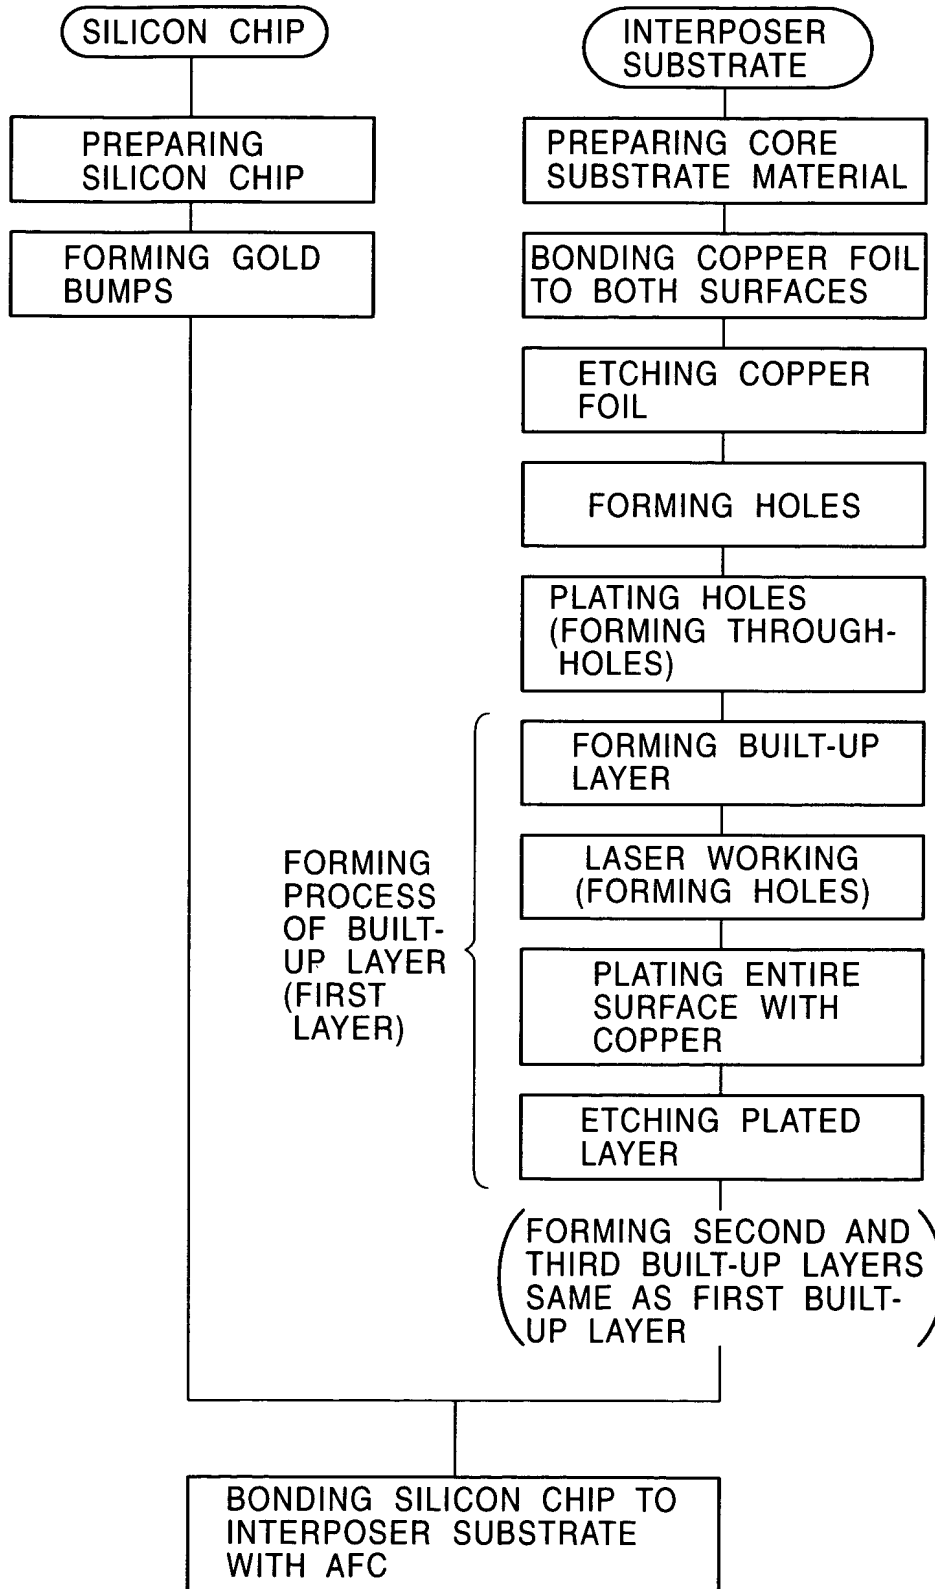 SILICON CHIP
PREPARING
SILICON CHIP
FORMING GOLD
BUMPS
INTERPOSER
SUBSTRATE
PREPARING CORE
SUBSTRATE MATERIAL
BONDING COPPER FOIL
TO BOTH SURFACES
ETCHING COPPER
FOIL
FORMING HOLES
PLATING HOLES
(FORMING THROUGH-
HOLES)
FORMING
PROCESS
OF BUILT-
UP LAYER
(FIRST
LAYER)
FORMING BUILT-UP
LAYER
LASER WORKING
(FORMING HOLES)
PLATING ENTIRE
SURFACE WITH
COPPER
ETCHING PLATED
LAYER
(FORMING SECOND AND
THIRD BUILT-UP LAYERS
SAME AS FIRST BUILT-
UP LAYER)
BONDING SILICON CHIP TO
INTERPOSER SUBSTRATE
WITH AFC